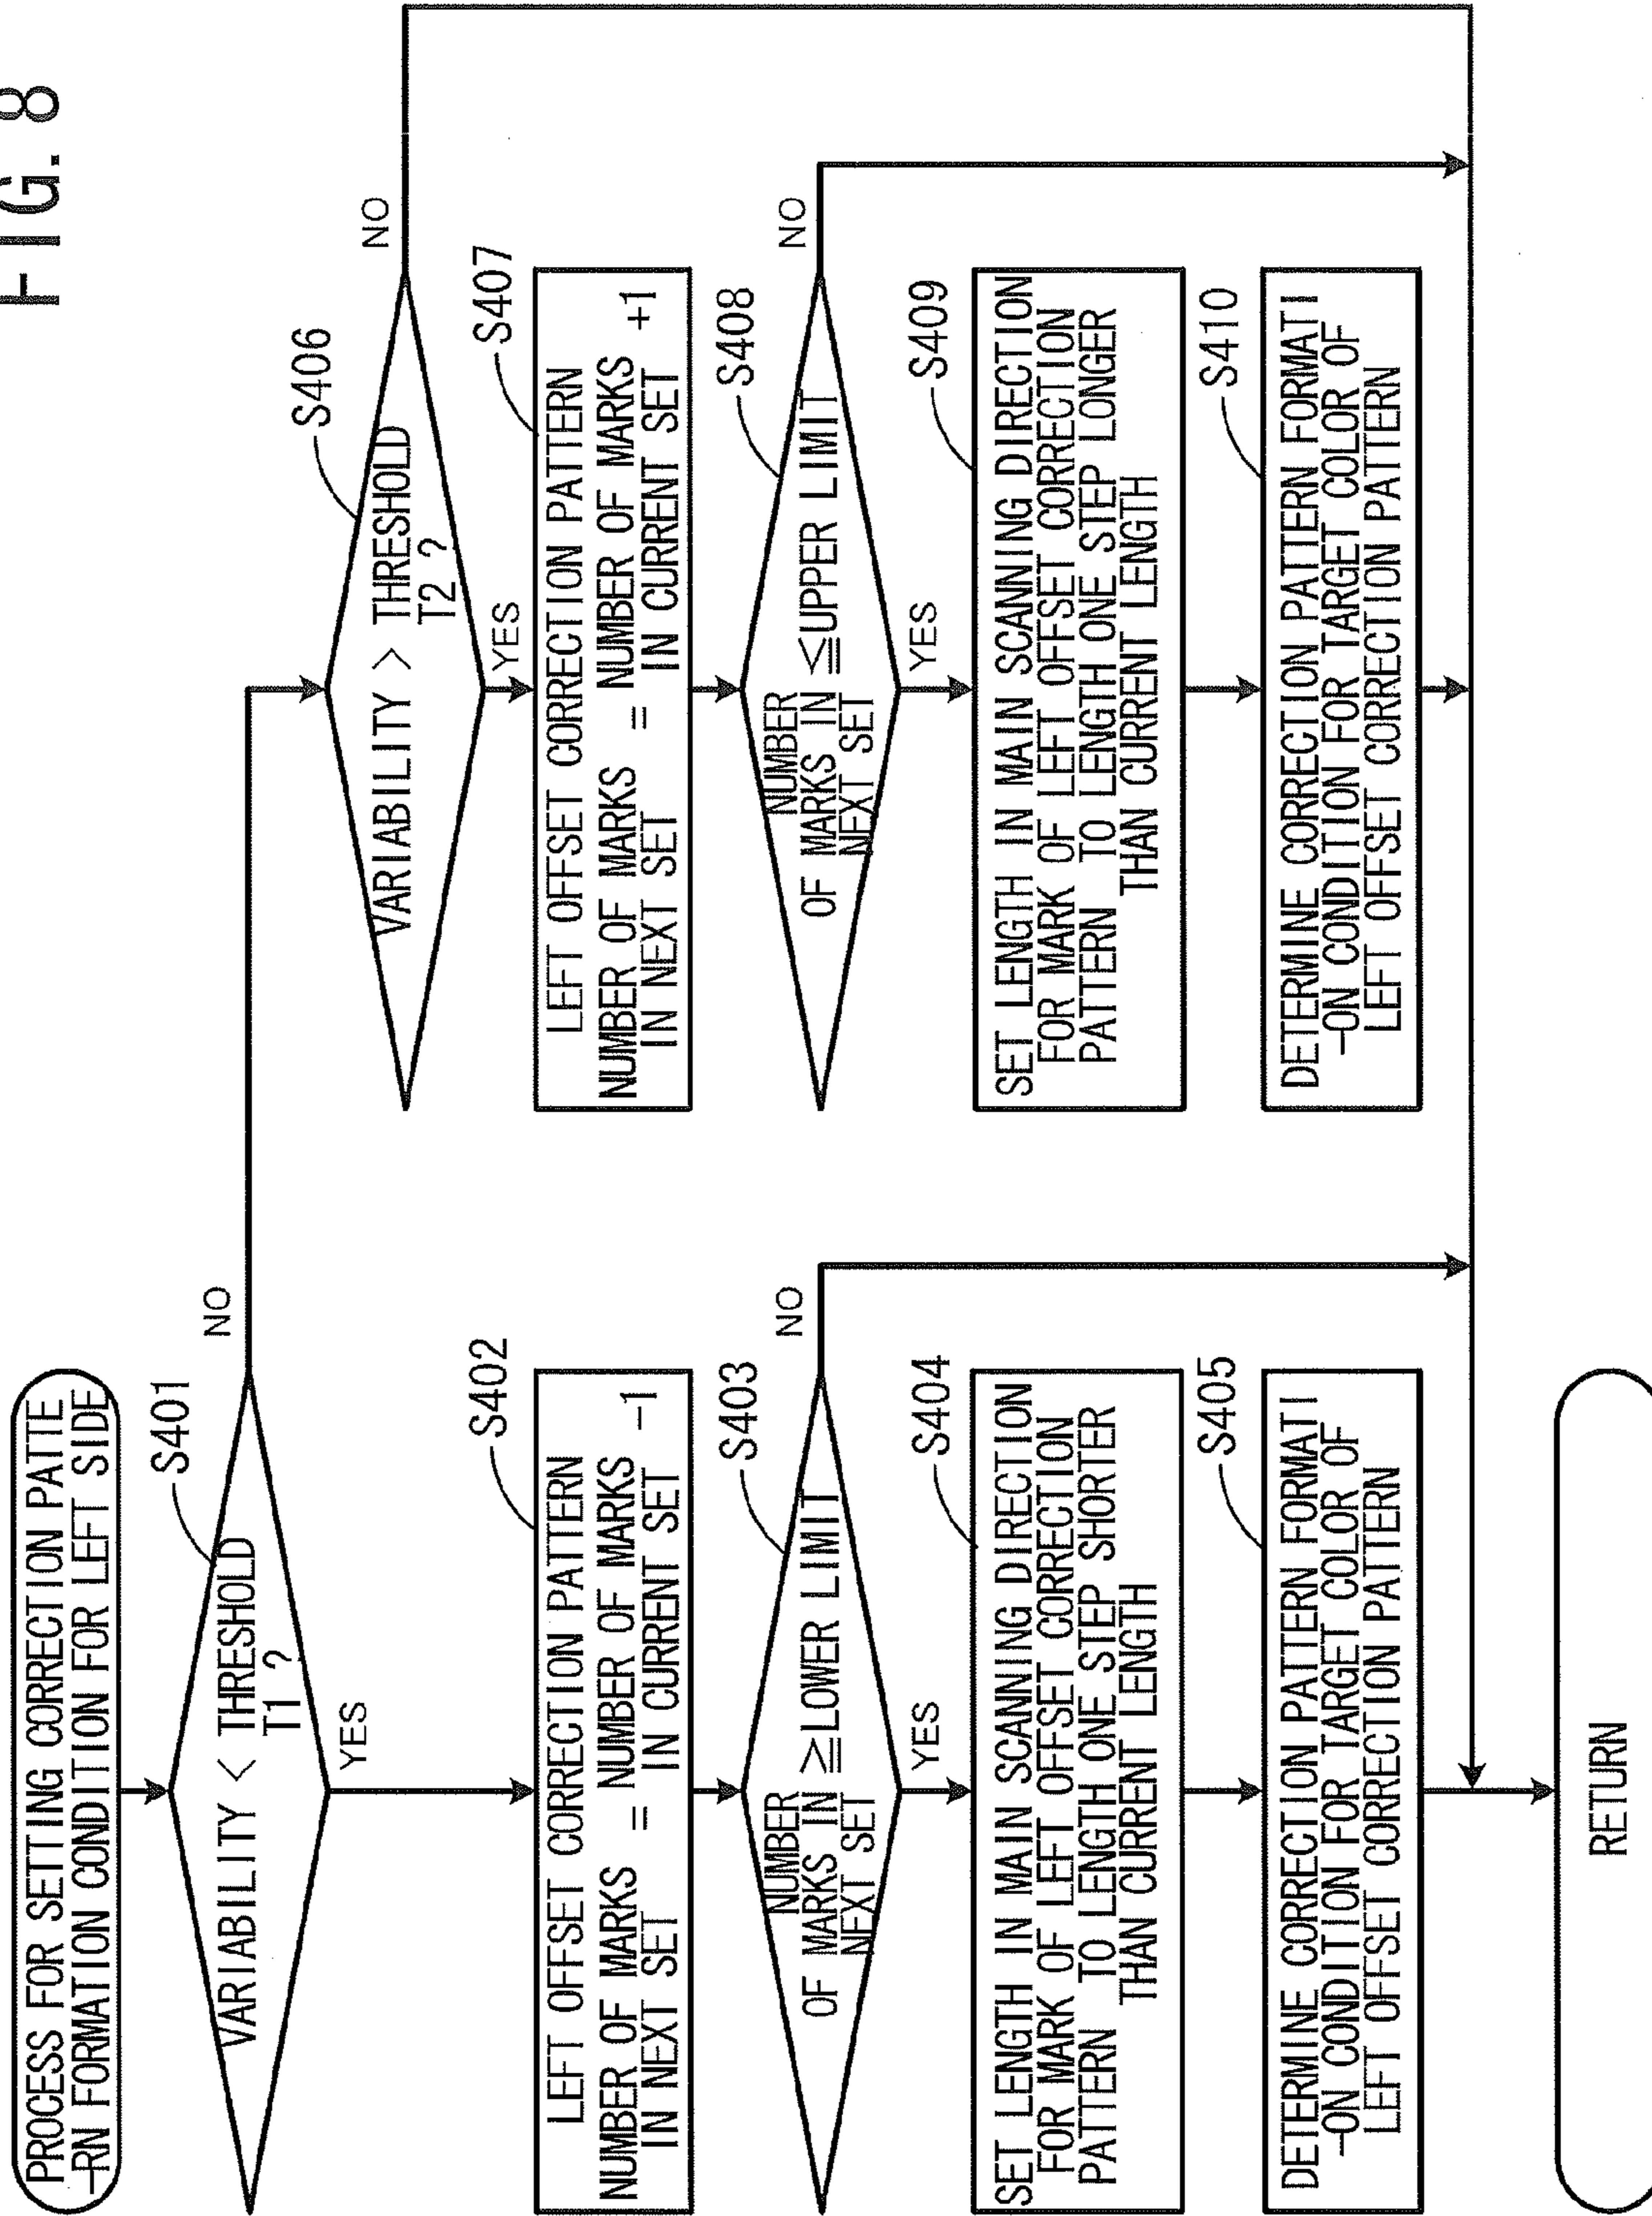 FIG. 8
PROCESS FOR SETTING CORRECTION PATTE
-RN FORMATION CONDITION FOR LEFT SIDE
S401
VARIABILITY < THRESHOLD
T1 ?
NO
YES
S402
LEFT OFFSET CORRECTION PATTERN
NUMBER OF MARKS = NUMBER OF MARKS -1
IN NEXT SET IN CURRENT SET
S403
NUMBER
OF MARKS IN ≧LOWER LIMIT
NEXT SET
NO
YES
S404
SET LENGTH IN MAIN SCANNING DIRECTION
FOR MARK OF LEFT OFFSET CORRECTION
PATTERN TO LENGTH ONE STEP SHORTER
THAN CURRENT LENGTH
S405
DETERMINE CORRECTION PATTERN FORMATI
-ON CONDITION FOR TARGET COLOR OF
LEFT OFFSET CORRECTION PATTERN
S406
VARIABILITY > THRESHOLD
T2 ?
NO
YES
S407
LEFT OFFSET CORRECTION PATTERN
NUMBER OF MARKS = NUMBER OF MARKS +1
IN NEXT SET IN CURRENT SET
S408
NUMBER
OF MARKS IN ≦UPPER LIMIT
NEXT SET
NO
YES
S409
SET LENGTH IN MAIN SCANNING DIRECTION
FOR MARK OF LEFT OFFSET CORRECTION
PATTERN TO LENGTH ONE STEP LONGER
THAN CURRENT LENGTH
S410
DETERMINE CORRECTION PATTERN FORMATI
-ON CONDITION FOR TARGET COLOR OF
LEFT OFFSET CORRECTION PATTERN
RETURN